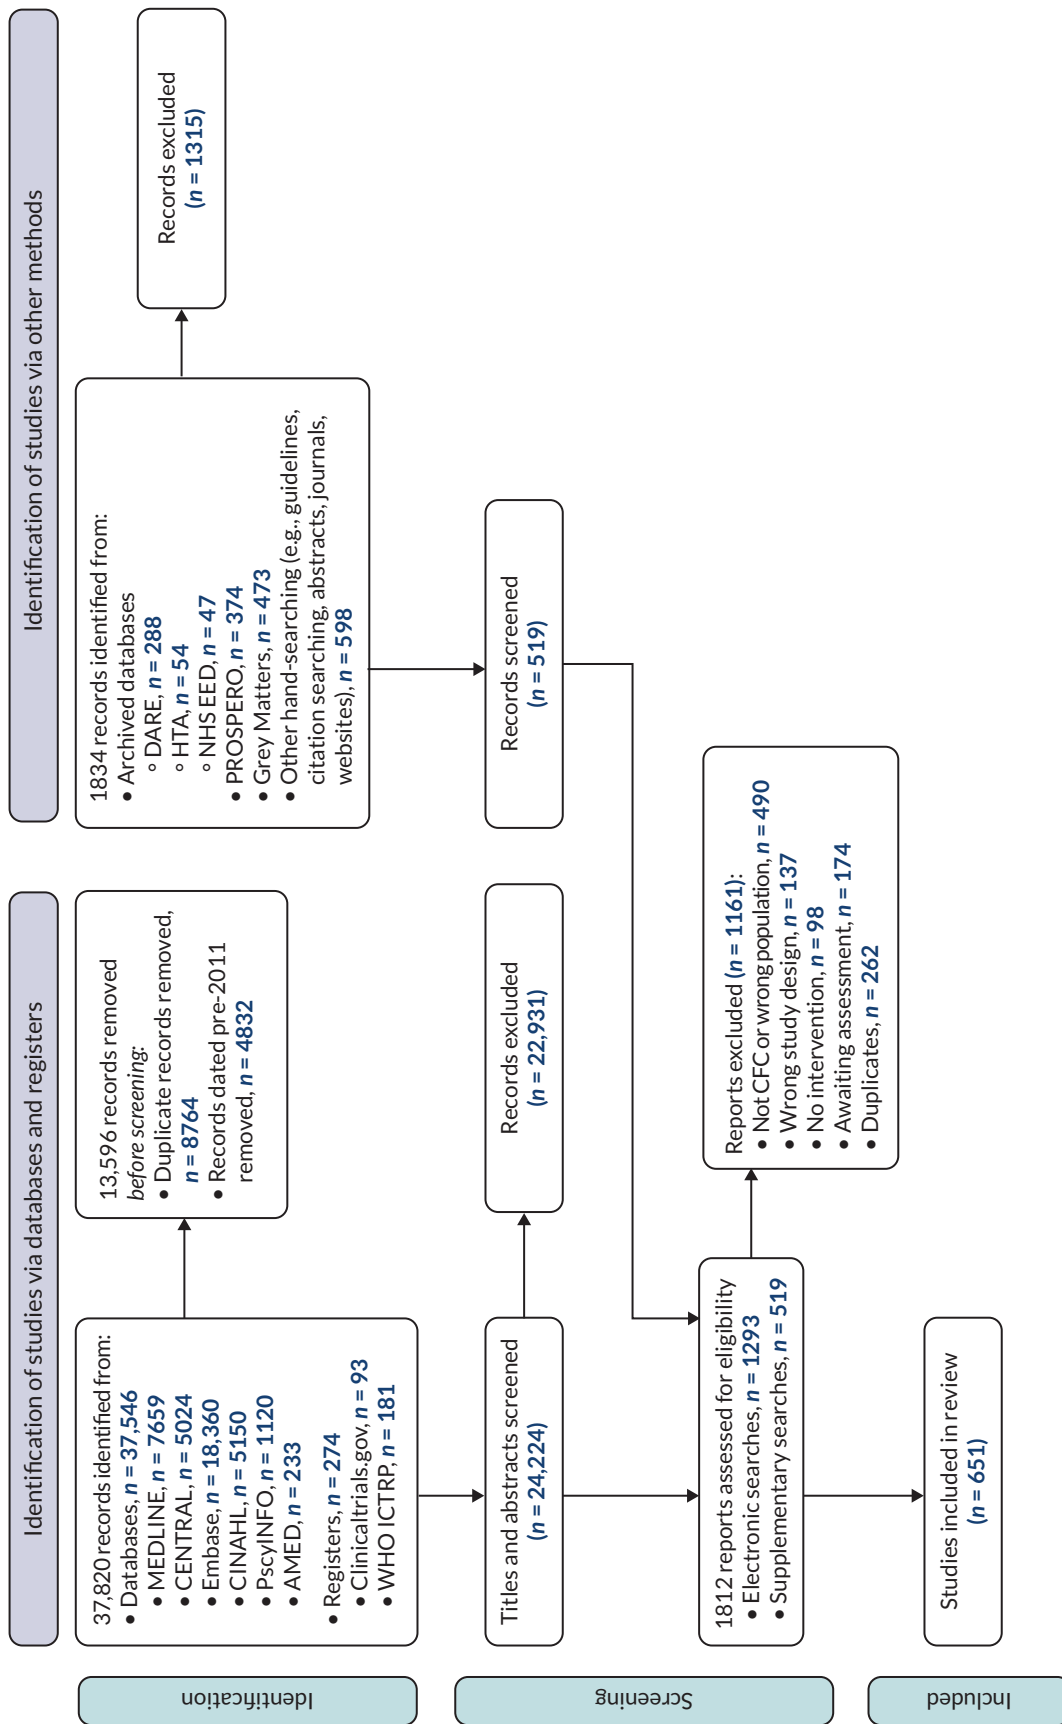 Identification of studies via databases and registers
Identification of studies via other methods
Identification
37,820 records identified from:
• Databases, n = 37,546
• MEDLINE, n = 7659
• CENTRAL, n = 5024
• Embase, n = 18,360
• CINAHL, n = 5150
• PscyINFO, n = 1120
• AMED, n = 233
• Registers, n = 274
• Clinicaltrials.gov, n = 93
• WHO ICTRP, n = 181
13,596 records removed
before screening:
• Duplicate records removed,
n = 8764
• Records dated pre-2011
removed, n = 4832
1834 records identified from:
• Archived databases
◦ DARE, n = 288
◦ HTA, n = 54
◦ NHS EED, n = 47
• PROSPERO, n = 374
• Grey Matters, n = 473
• Other hand-searching (e.g., guidelines,
citation searching, abstracts, journals,
websites), n = 598
Records excluded
(n = 1315)
Screening
Titles and abstracts screened
(n = 24,224)
Records excluded
(n = 22,931)
Records screened
(n = 519)
1812 reports assessed for eligibility
• Electronic searches, n = 1293
• Supplementary searches, n = 519
Reports excluded (n = 1161):
• Not CFC or wrong population, n = 490
• Wrong study design, n = 137
• No intervention, n = 98
• Awaiting assessment, n = 174
• Duplicates, n = 262
Included
Studies included in review
(n = 651)